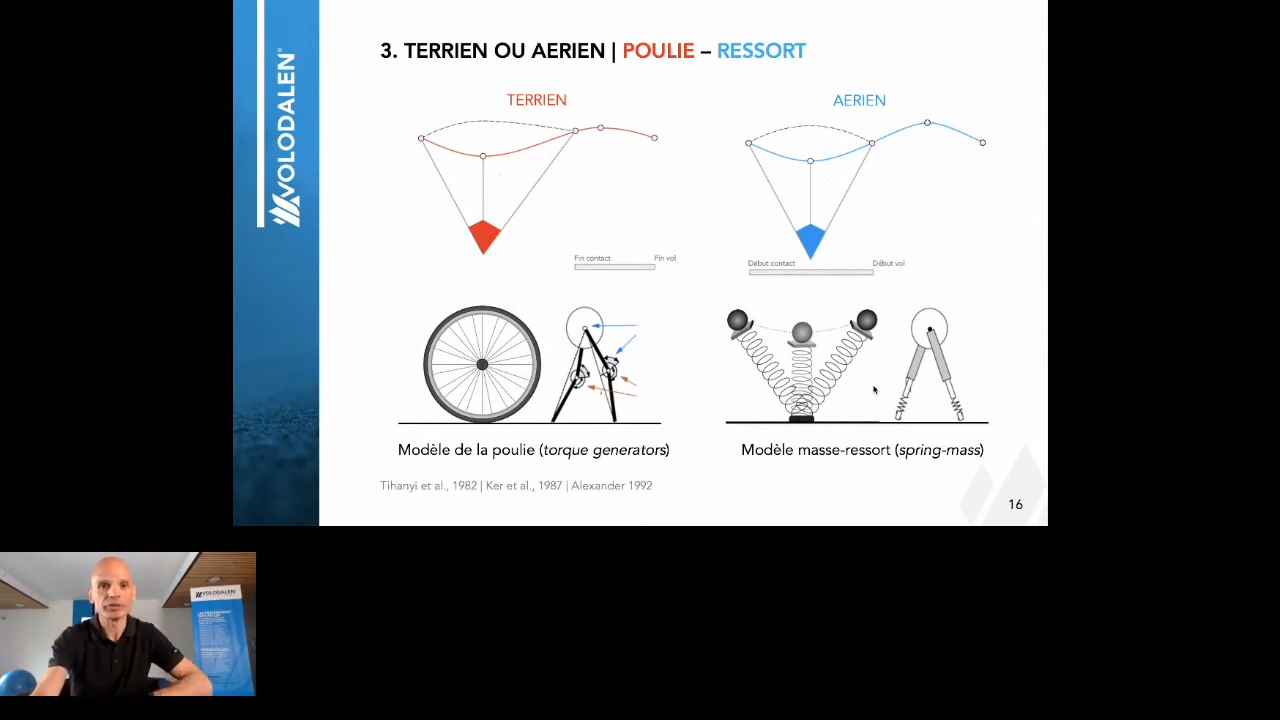 VOLODALEN®
3. TERRIEN OU AERIEN | POULIE – RESSORT
TERRIEN
AERIEN
Fin contact
Fin vol
Début contact
Début vol
Modèle de la poulie (torque generators)
Modèle masse-ressort (spring-mass)
Tihanyi et al., 1982 | Ker et al., 1987 | Alexander 1992
16
VOLODALEN